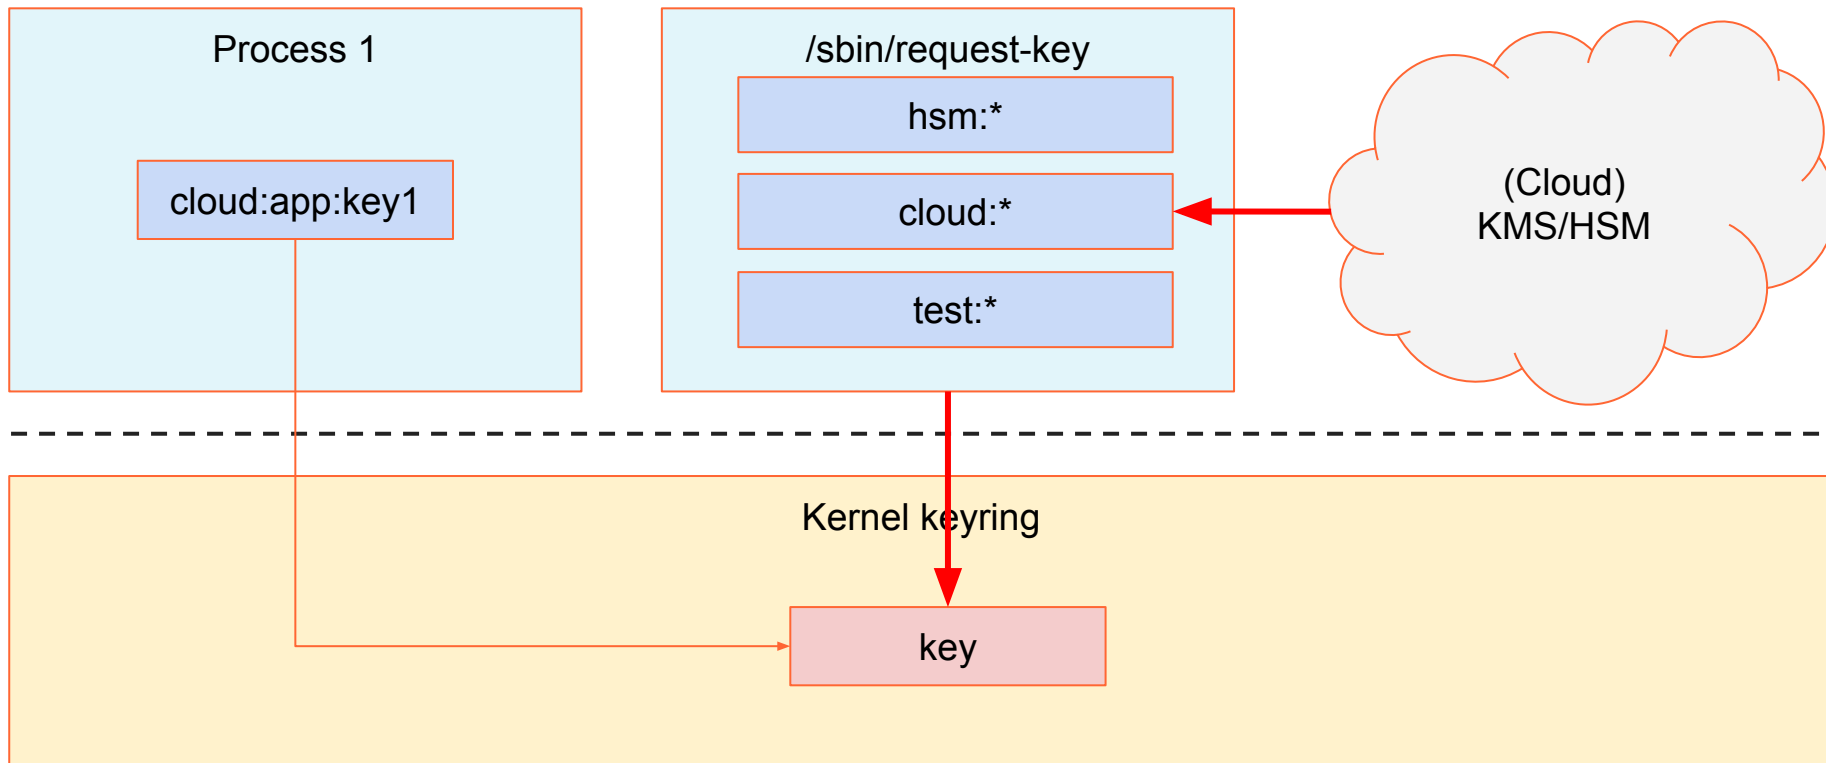 Process 1
cloud:app:key1
/sbin/request-key
hsm:*
cloud:*
test:*
(Cloud)
KMS/HSM
Kernel keyring
key